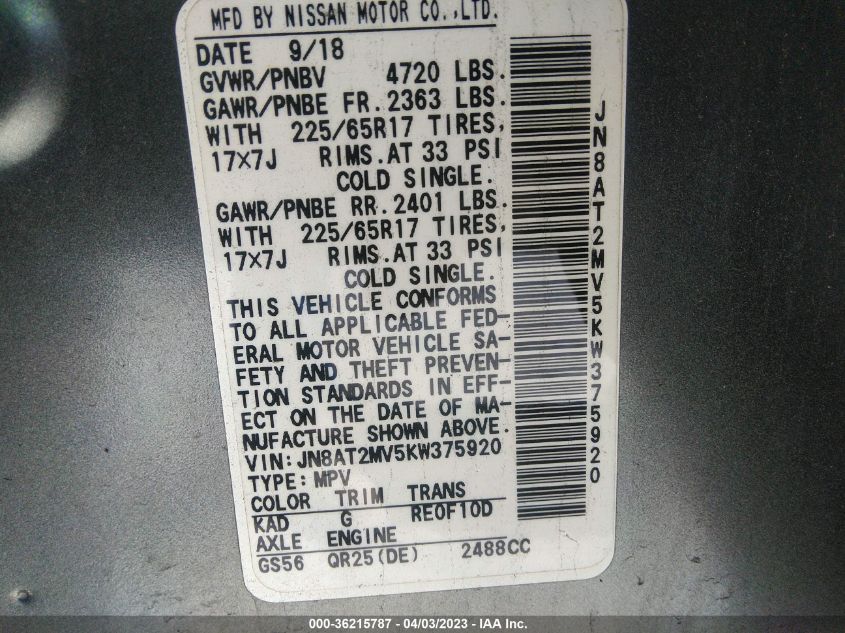 MFD BY NISSAN MOTOR CO.,LTD.
DATE 9/18
GVWR/PNBV 4720 LBS.
GAWR/PNBE FR.2363 LBS.
WITH 225/65R17 TIRES,
17×7J RIMS.AT 33 PSI
COLD SINGLE.
GAWR/PNBE RR.2401 LBS.
WITH 225/65R17 TIRES,
17×7J RIMS.AT 33 PSI
COLD SINGLE.
THIS VEHICLE CONFORMS
TO ALL APPLICABLE FED-
ERAL MOTOR VEHICLE SA-
FETY AND THEFT PREVEN-
TION STANDARDS IN EFF-
ECT ON THE DATE OF MA-
NUFACTURE SHOWN ABOVE.
VIN:JN8AT2MV5KW375920
TYPE:MPV
COLOR TRIM TRANS
KAD G RE0F10D
AXLE ENGINE
GS56 QR25(DE) 2488CC
JN8AT2MV5KW375920
000-36215787 - 04/03/2023 - IAA Inc.